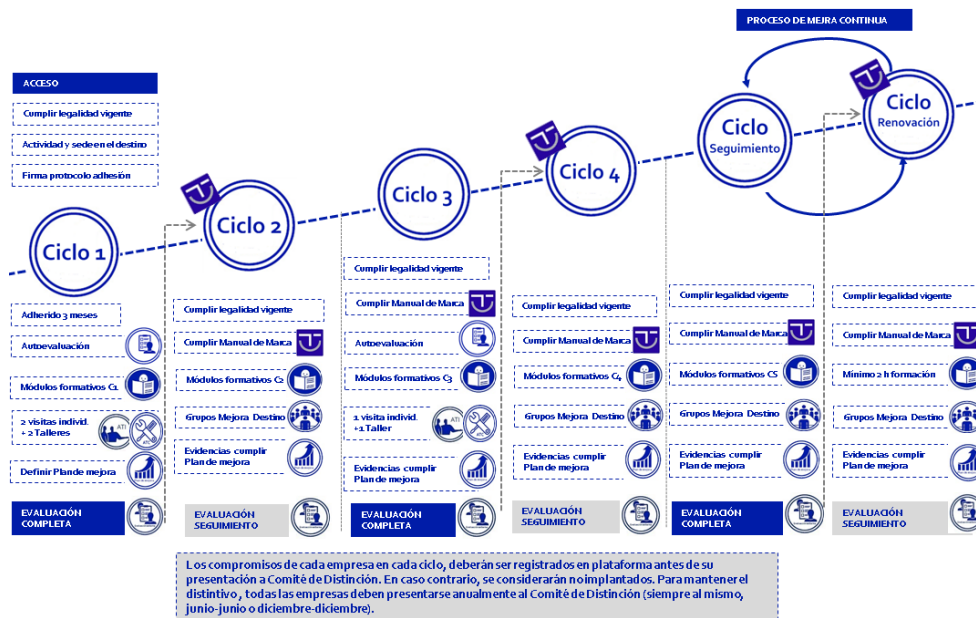 PROCESO DE MEJRA CONTINUA
ACCESO
Cumplir legalidad vigente
Actividad y sede en el destino
Firma protocolo adhesión
Ciclo 1
Adherido 3 meses
Autoevaluación
Módulos formativos C1
2 visitas individ.
+ 2 Talleres
ATI
ATC
Definir Plan de mejora
EVALUACIÓN
COMPLETA
Ciclo 2
Cumplir legalidad vigente
Cumplir Manual de Marca
Módulos formativos C2
Grupos Mejora Destino
Evidencias cumplir
Plan de mejora
EVALUACIÓN
SEGUIMIENTO
Ciclo 3
Cumplir legalidad vigente
Cumplir Manual de Marca
Autoevaluación
Módulos formativos C3
1 visita individ.
+1 Taller
ATI
ATC
Evidencias cumplir
Plan de mejora
EVALUACIÓN
COMPLETA
Ciclo 4
Cumplir legalidad vigente
Cumplir Manual de Marca
Módulos formativos C4
Grupos Mejora Destino
Evidencias cumplir
Plan de mejora
EVALUACIÓN
SEGUIMIENTO
Ciclo
Seguimiento
Cumplir legalidad vigente
Cumplir Manual de Marca
Módulos formativos C5
Grupos Mejora Destino
Evidencias cumplir
Plan de mejora
EVALUACIÓN
COMPLETA
Ciclo
Renovación
Cumplir legalidad vigente
Cumplir Manual de Marca
Mínimo 2 h formación
Grupos Mejora Destino
Evidencias cumplir
Plan de mejora
EVALUACIÓN
SEGUIMIENTO
Los compromisos de cada empresa en cada ciclo, deberán ser registrados en plataforma antes de su
presentación a Comité de Distinción. En caso contrario, se considerarán no implantados. Para mantener el
distintivo, todas las empresas deben presentarse anualmente al Comité de Distinción (siempre al mismo,
junio-junio o diciembre-diciembre).